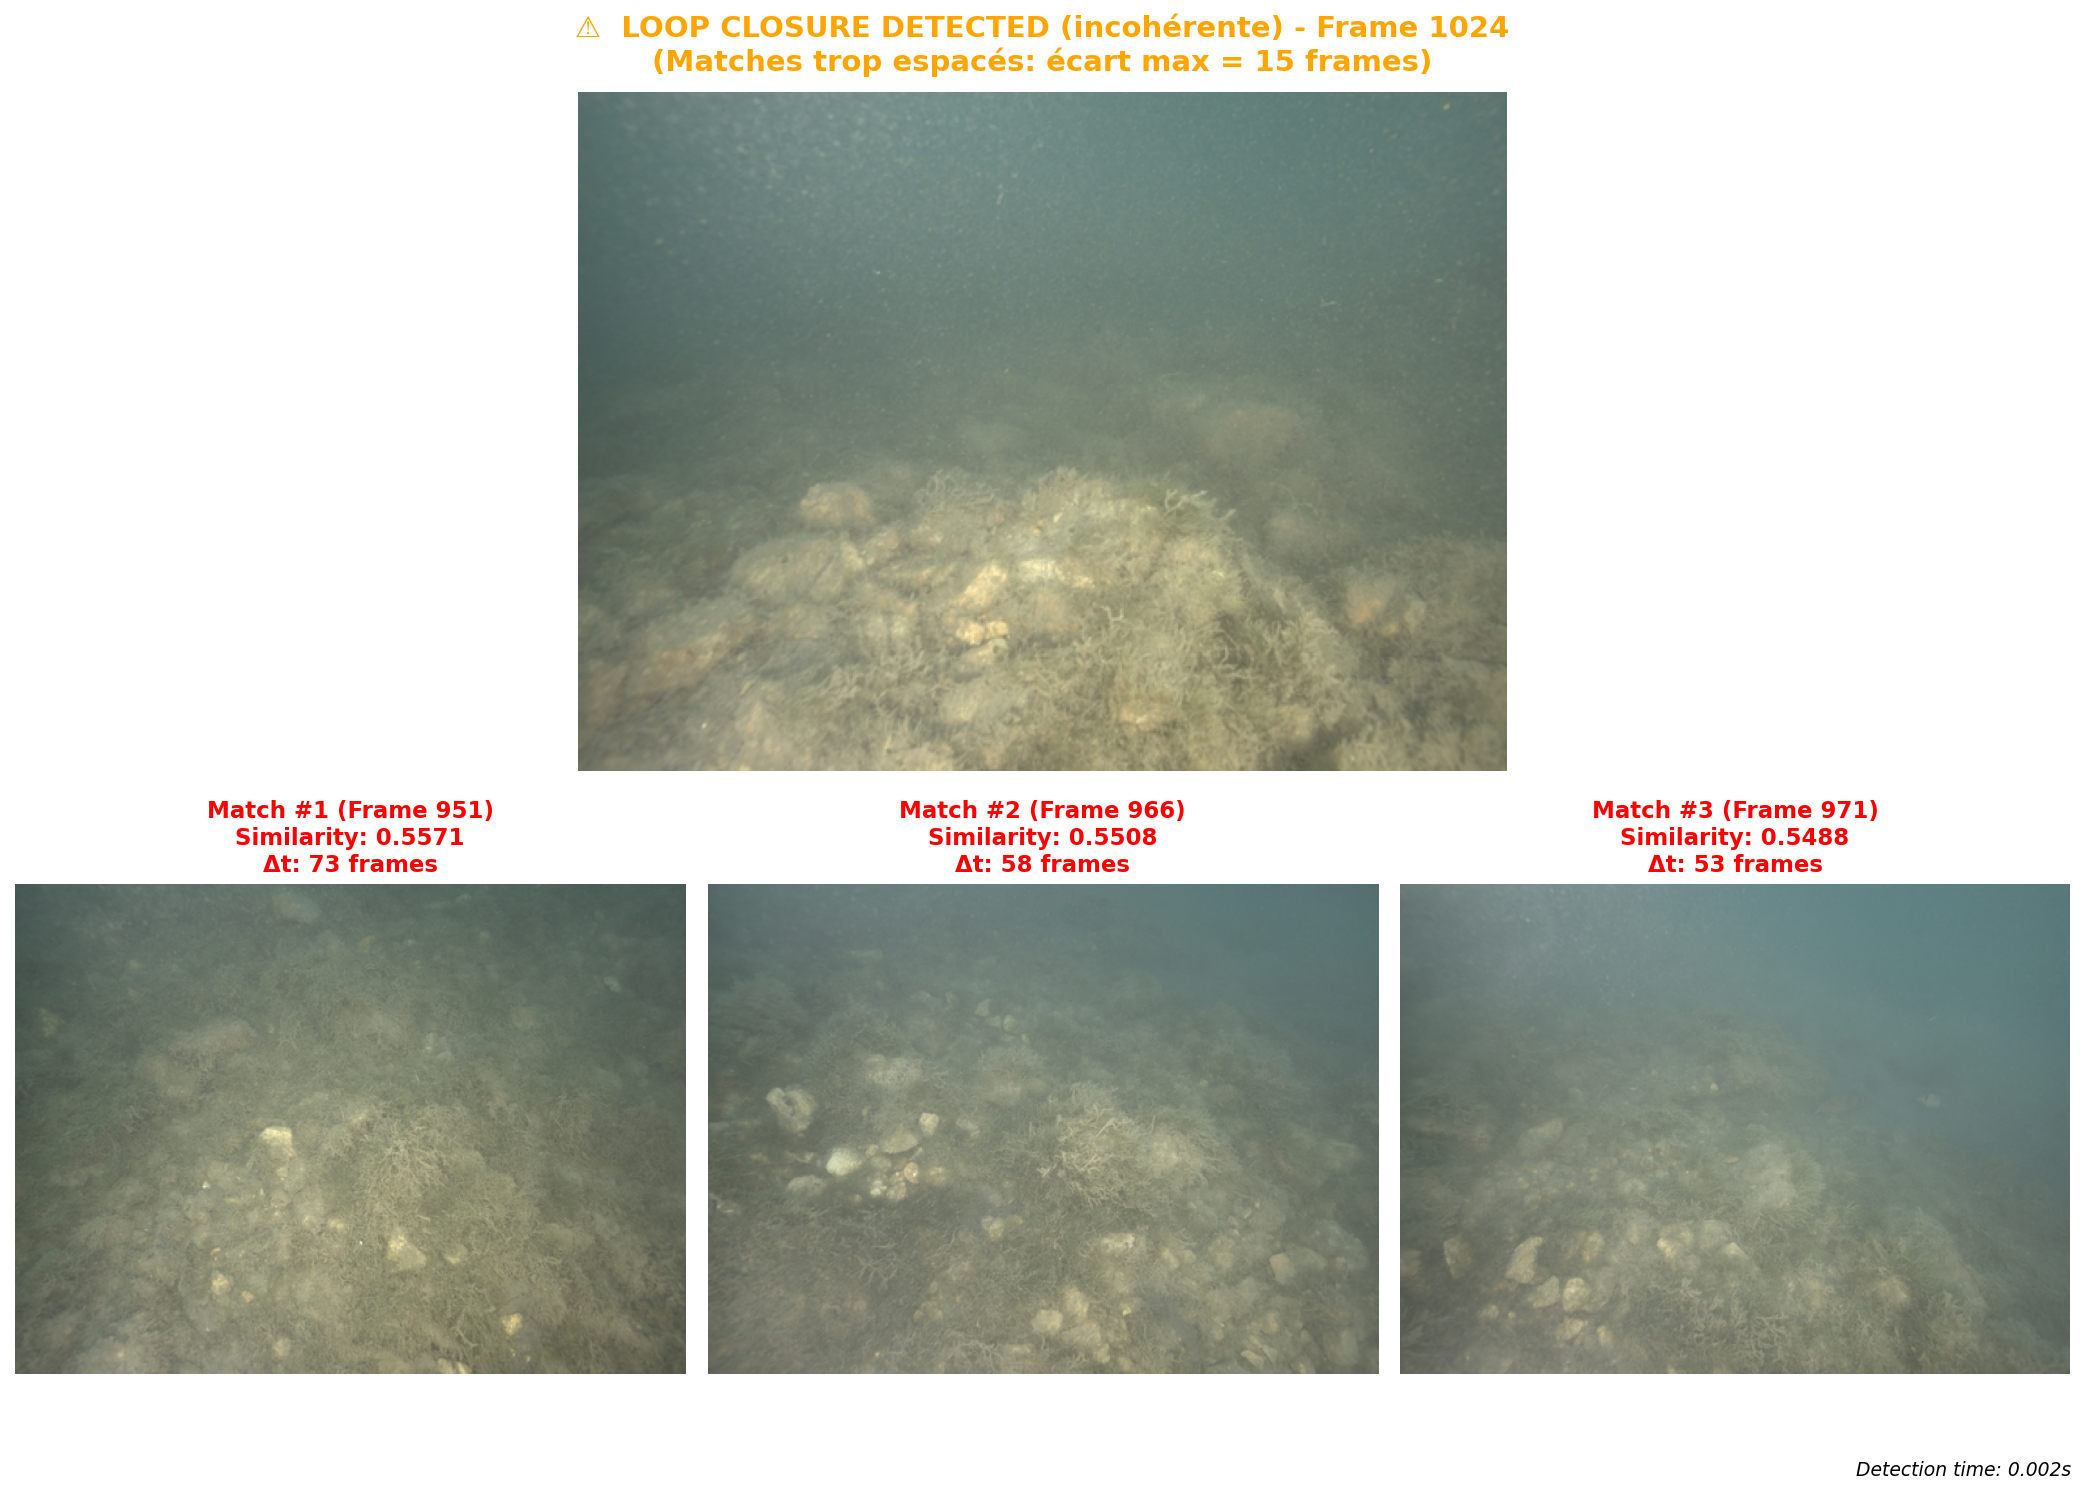 ⚠ LOOP CLOSURE DETECTED (incohérente) - Frame 1024
(Matches trop espacés: écart max = 15 frames)
Match #1 (Frame 951)
Similarity: 0.5571
Δt: 73 frames
Match #2 (Frame 966)
Similarity: 0.5508
Δt: 58 frames
Match #3 (Frame 971)
Similarity: 0.5488
Δt: 53 frames
Detection time: 0.002s